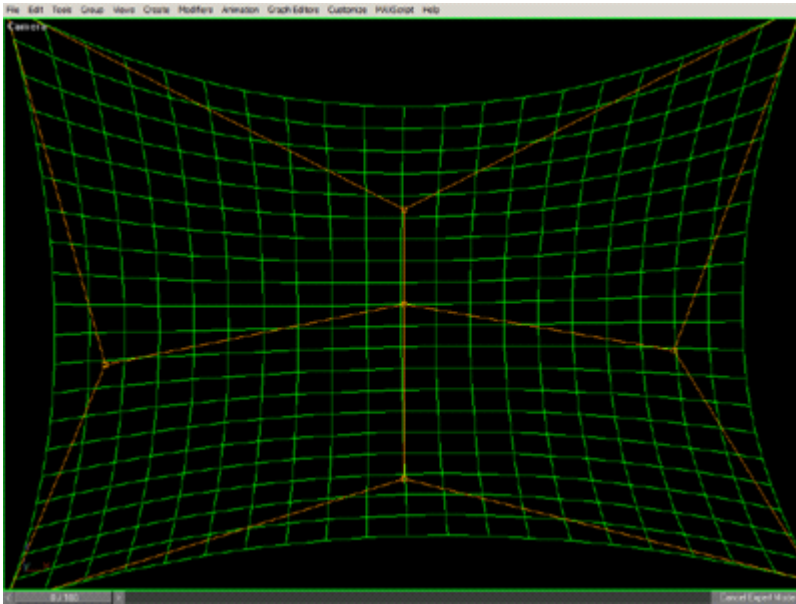 File Edit Tools Group Views Create Modifiers Animation Graph Editors Customize MAXScript Help
Camera
0 / 100
Cancel Expert Mode